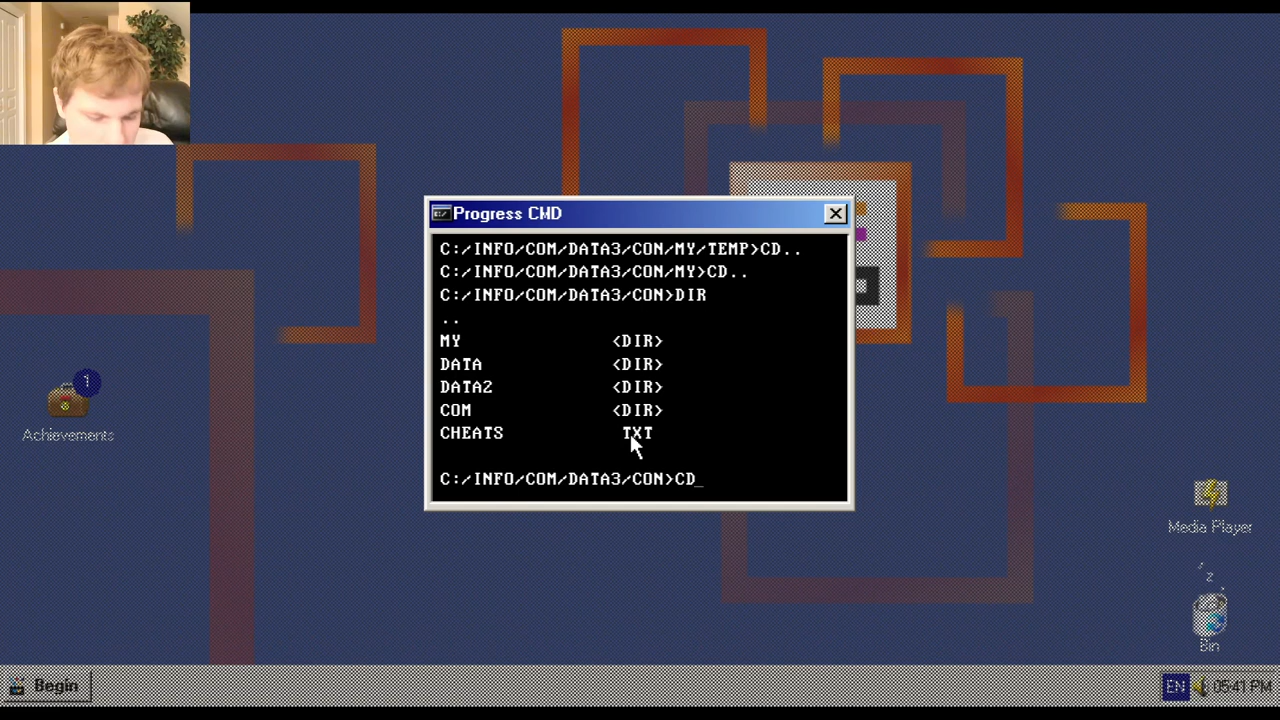 Progress CMD
C:/INFO/COM/DATA3/CON/MY/TEMP>CD..
C:/INFO/COM/DATA3/CON/MY>CD..
C:/INFO/COM/DATA3/CON>DIR
..
MY <DIR>
DATA <DIR>
DATA2 <DIR>
COM <DIR>
CHEATS TXT
C:/INFO/COM/DATA3/CON>CD_
1
Achievements
Media Player
z
Bin
Begin
EN 05:41 PM